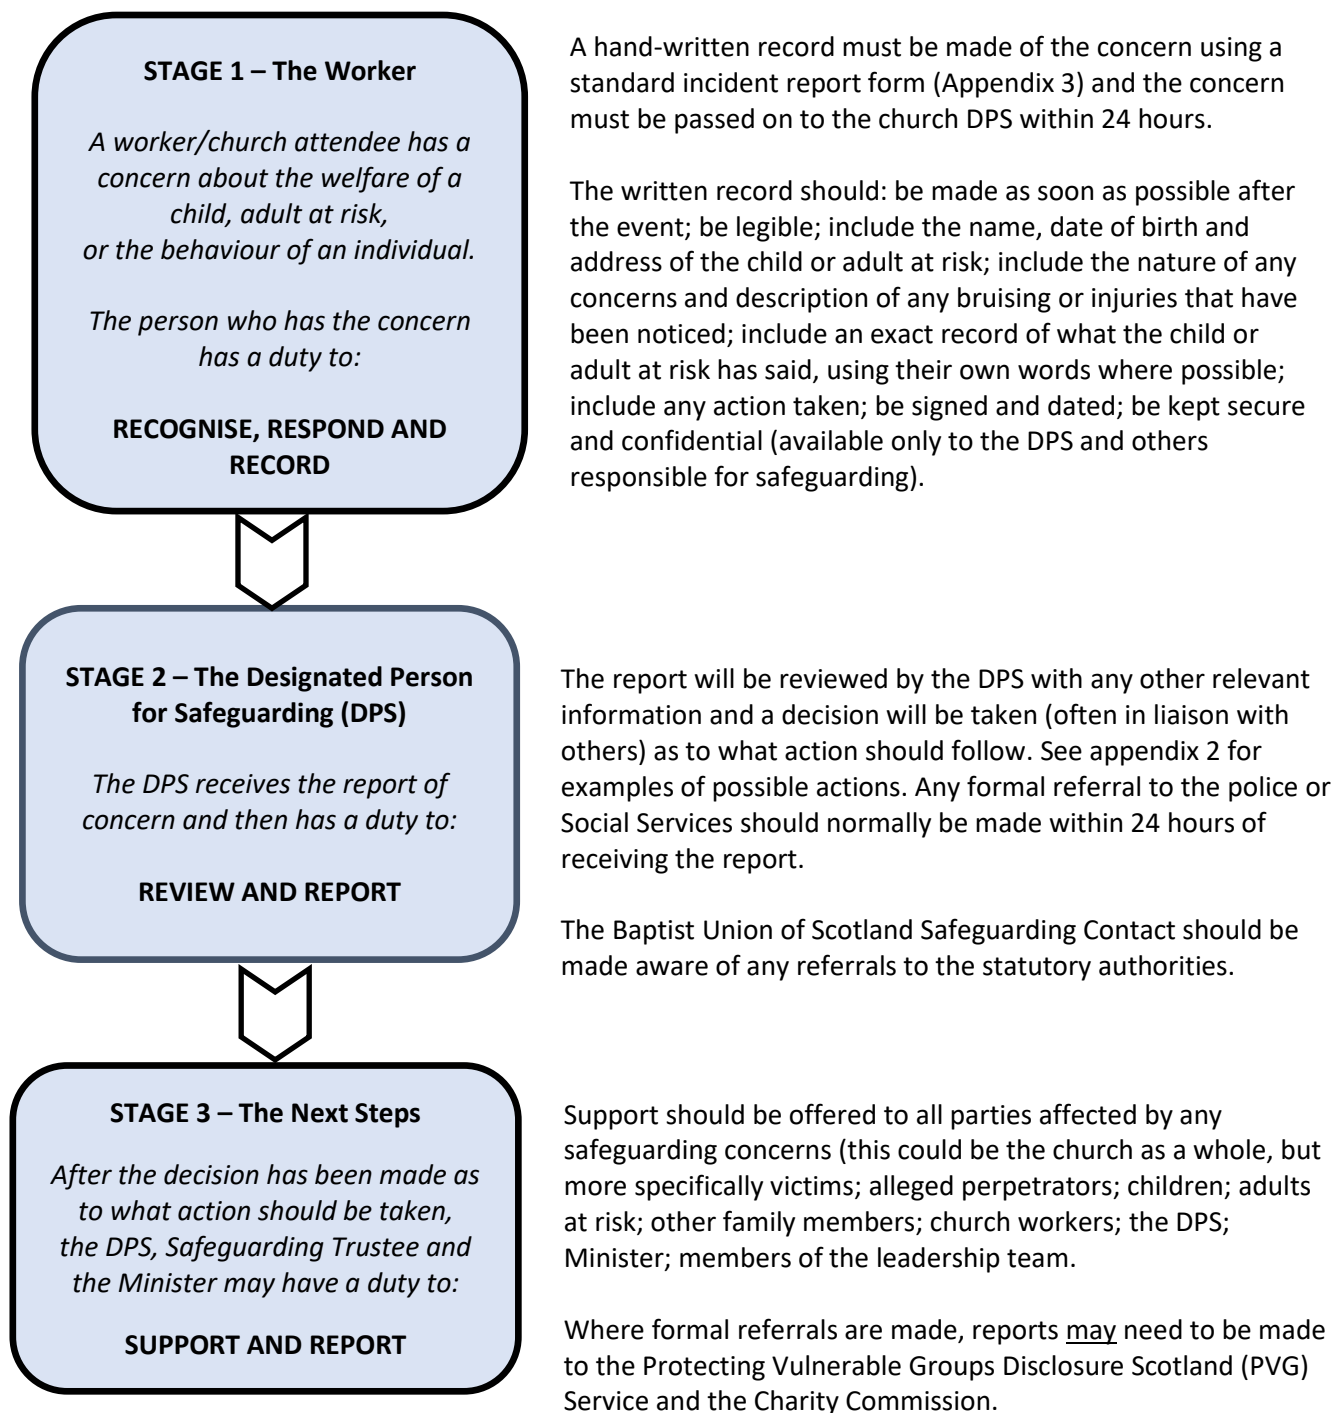 STAGE 1 – The Worker
A worker/church attendee has a
concern about the welfare of a
child, adult at risk,
or the behaviour of an individual.
The person who has the concern
has a duty to:
RECOGNISE, RESPOND AND
RECORD
A hand-written record must be made of the concern using a
standard incident report form (Appendix 3) and the concern
must be passed on to the church DPS within 24 hours.
The written record should: be made as soon as possible after
the event; be legible; include the name, date of birth and
address of the child or adult at risk; include the nature of any
concerns and description of any bruising or injuries that have
been noticed; include an exact record of what the child or
adult at risk has said, using their own words where possible;
include any action taken; be signed and dated; be kept secure
and confidential (available only to the DPS and others
responsible for safeguarding).
STAGE 2 – The Designated Person
for Safeguarding (DPS)
The DPS receives the report of
concern and then has a duty to:
REVIEW AND REPORT
The report will be reviewed by the DPS with any other relevant
information and a decision will be taken (often in liaison with
others) as to what action should follow. See appendix 2 for
examples of possible actions. Any formal referral to the police or
Social Services should normally be made within 24 hours of
receiving the report.
The Baptist Union of Scotland Safeguarding Contact should be
made aware of any referrals to the statutory authorities.
STAGE 3 – The Next Steps
After the decision has been made as
to what action should be taken,
the DPS, Safeguarding Trustee and
the Minister may have a duty to:
SUPPORT AND REPORT
Support should be offered to all parties affected by any
safeguarding concerns (this could be the church as a whole, but
more specifically victims; alleged perpetrators; children; adults
at risk; other family members; church workers; the DPS;
Minister; members of the leadership team.
Where formal referrals are made, reports may need to be made
to the Protecting Vulnerable Groups Disclosure Scotland (PVG)
Service and the Charity Commission.